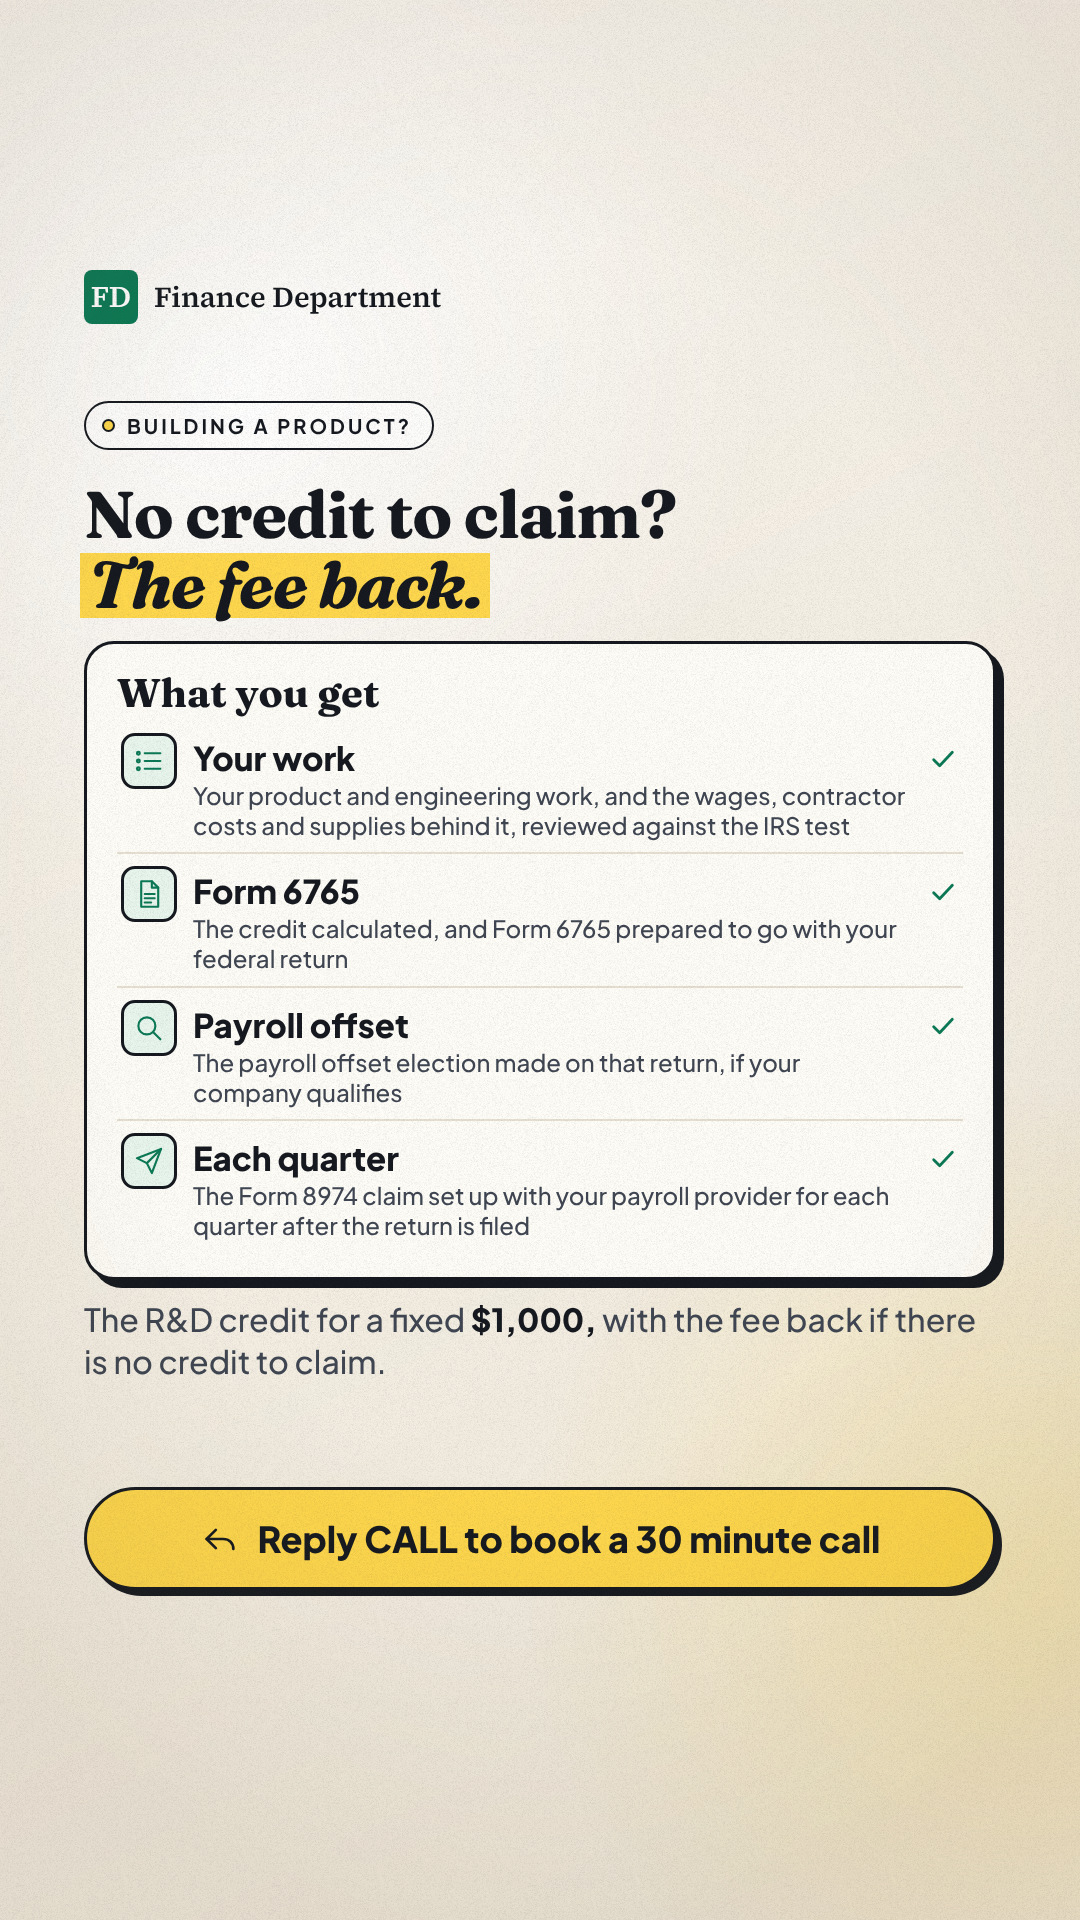 FD Finance Department
BUILDING A PRODUCT?
No credit to claim?
The fee back.
What you get
Your work
Your product and engineering work, and the wages, contractor
costs and supplies behind it, reviewed against the IRS test
Form 6765
The credit calculated, and Form 6765 prepared to go with your
federal return
Payroll offset
The payroll offset election made on that return, if your
company qualifies
Each quarter
The Form 8974 claim set up with your payroll provider for each
quarter after the return is filed
The R&D credit for a fixed $1,000, with the fee back if there
is no credit to claim.
Reply CALL to book a 30 minute call